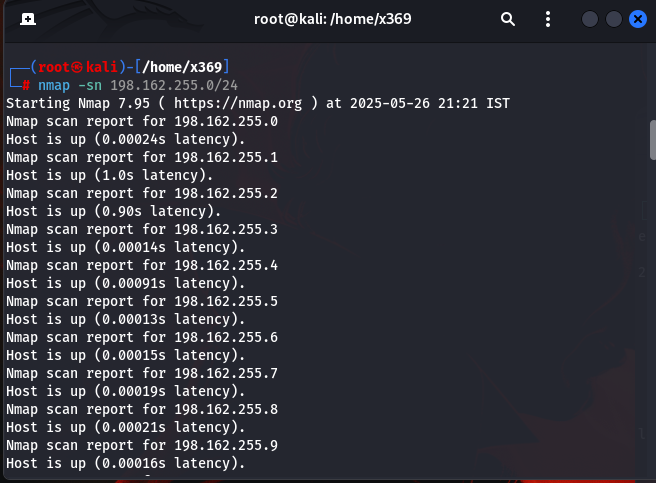 root@kali: /home/x369
┌──(root㉿kali)-[/home/x369]
└─# nmap -sn 198.162.255.0/24
Starting Nmap 7.95 ( https://nmap.org ) at 2025-05-26 21:21 IST
Nmap scan report for 198.162.255.0
Host is up (0.00024s latency).
Nmap scan report for 198.162.255.1
Host is up (1.0s latency).
Nmap scan report for 198.162.255.2
Host is up (0.90s latency).
Nmap scan report for 198.162.255.3
Host is up (0.00014s latency).
Nmap scan report for 198.162.255.4
Host is up (0.00091s latency).
Nmap scan report for 198.162.255.5
Host is up (0.00013s latency).
Nmap scan report for 198.162.255.6
Host is up (0.00015s latency).
Nmap scan report for 198.162.255.7
Host is up (0.00019s latency).
Nmap scan report for 198.162.255.8
Host is up (0.00021s latency).
Nmap scan report for 198.162.255.9
Host is up (0.00016s latency).